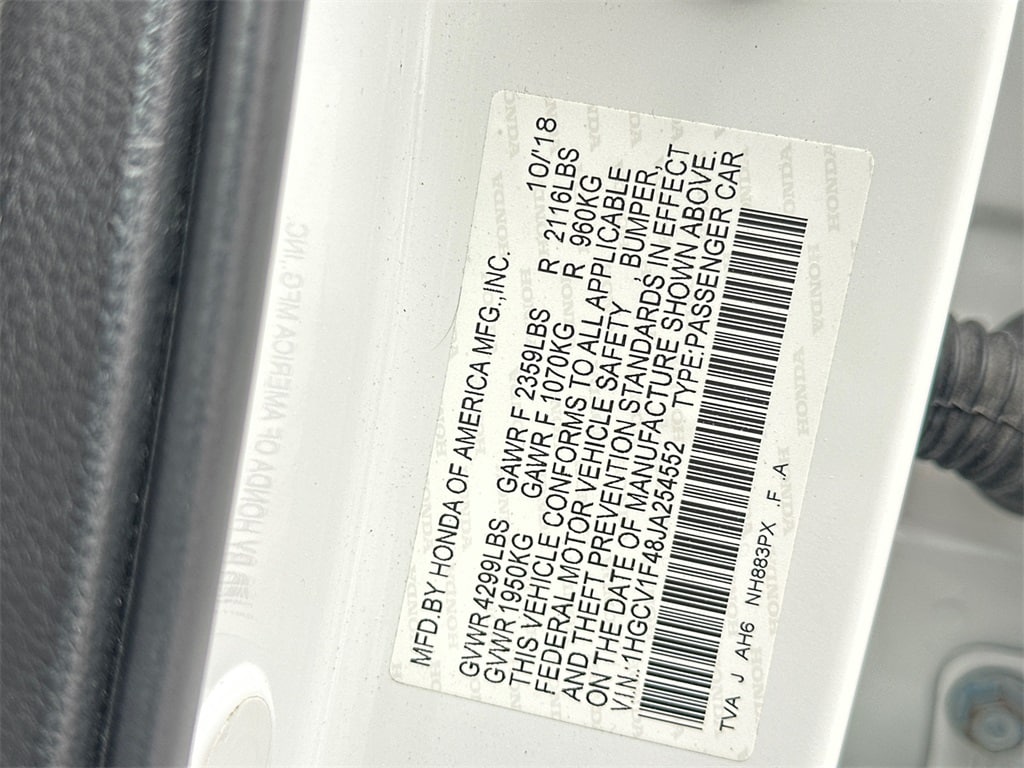 MFD.BY HONDA OF AMERICA MFG.,INC. 10/'18
GVWR 4299LBS GAWR F 2359LBS R 2116LBS
GVWR 1950KG GAWR F 1070KG R 960KG
THIS VEHICLE CONFORMS TO ALL APPLICABLE
FEDERAL MOTOR VEHICLE SAFETY, BUMPER,
AND THEFT PREVENTION STANDARDS IN EFFECT
ON THE DATE OF MANUFACTURE SHOWN ABOVE.
V.I.N.:1HGCV1F48JA254552 TYPE:PASSENGER CAR
TVA J AH6 NH883PX .F A